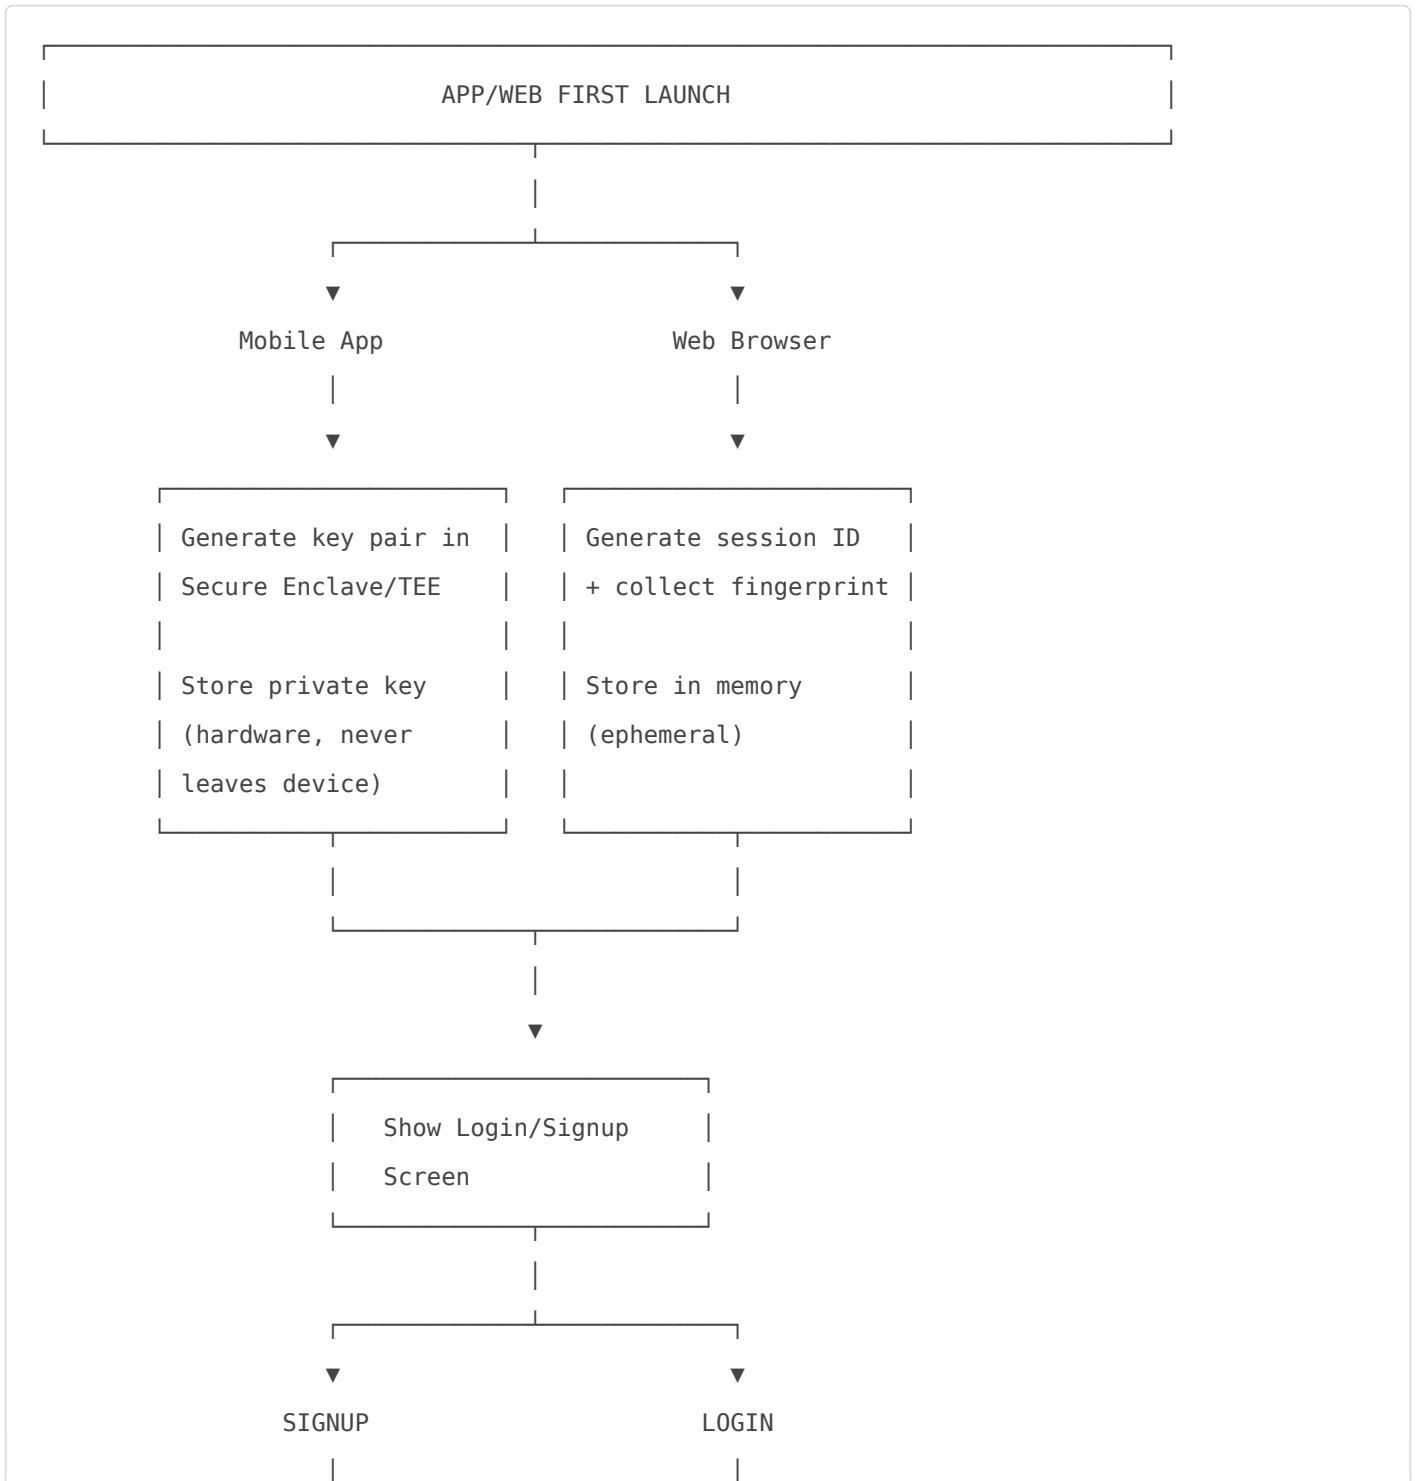 APP/WEB FIRST LAUNCH
Mobile App
Web Browser
Generate key pair in
Secure Enclave/TEE
Store private key
(hardware, never
leaves device)
Generate session ID
+ collect fingerprint
Store in memory
(ephemeral)
Show Login/Signup
Screen
SIGNUP
LOGIN